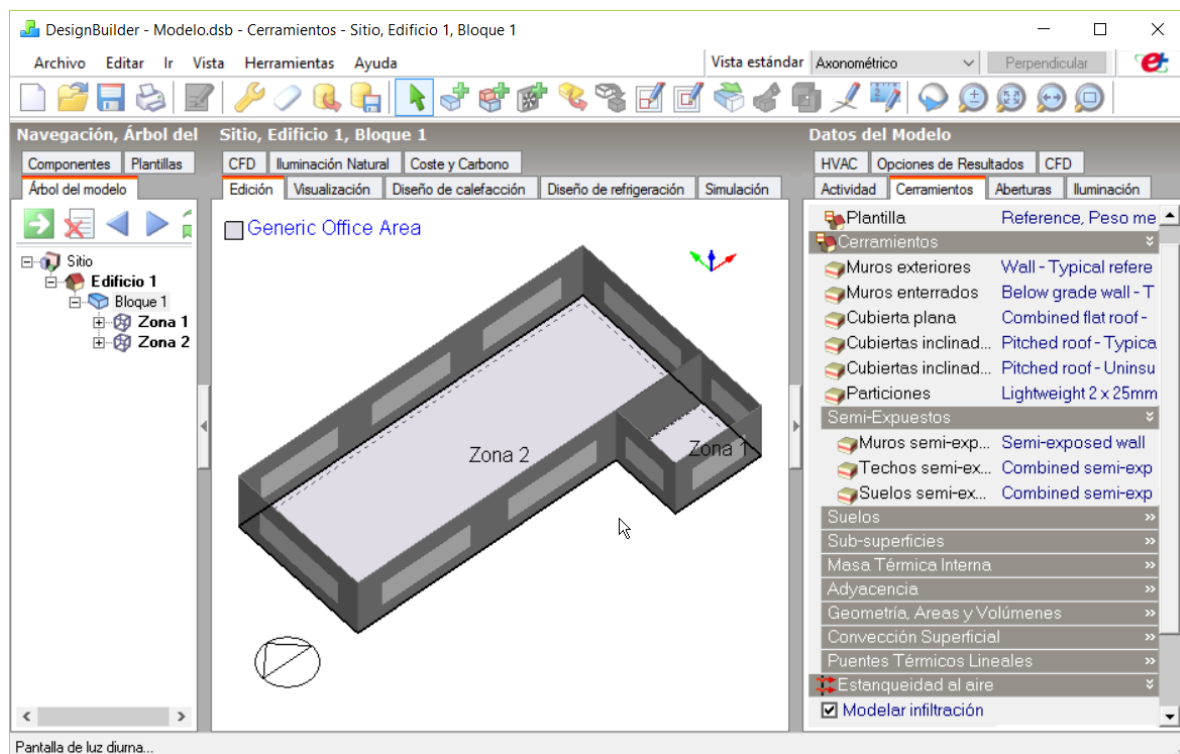 DesignBuilder - Modelo.dsb - Cerramientos - Sitio, Edificio 1, Bloque 1
Archivo Editar Ir Vista Herramientas Ayuda Vista estándar Axonométrico Perpendicular
Navegación, Árbol del
Componentes Plantillas
Árbol del modelo
Sitio
Edificio 1
Bloque 1
Zona 1
Zona 2
Sitio, Edificio 1, Bloque 1
CFD Iluminación Natural Coste y Carbono
Edición Visualización Diseño de calefacción Diseño de refrigeración Simulación
Generic Office Area
Zona 2
Zona 1
Datos del Modelo
HVAC Opciones de Resultados CFD
Actividad Cerramientos Aberturas Iluminación
Plantilla Reference, Peso me
Cerramientos
Muros exteriores Wall - Typical refere
Muros enterrados Below grade wall - T
Cubierta plana Combined flat roof -
Cubiertas inclinad... Pitched roof - Typica
Cubiertas inclinad... Pitched roof - Uninsu
Particiones Lightweight 2 x 25mm
Semi-Expuestos
Muros semi-exp... Semi-exposed wall
Techos semi-ex... Combined semi-exp
Suelos semi-ex... Combined semi-exp
Suelos
Sub-superficies
Masa Térmica Interna
Adyacencia
Geometría, Areas y Volúmenes
Convección Superficial
Puentes Térmicos Lineales
Estanqueidad al aire
Modelar infiltración
Pantalla de luz diurna...